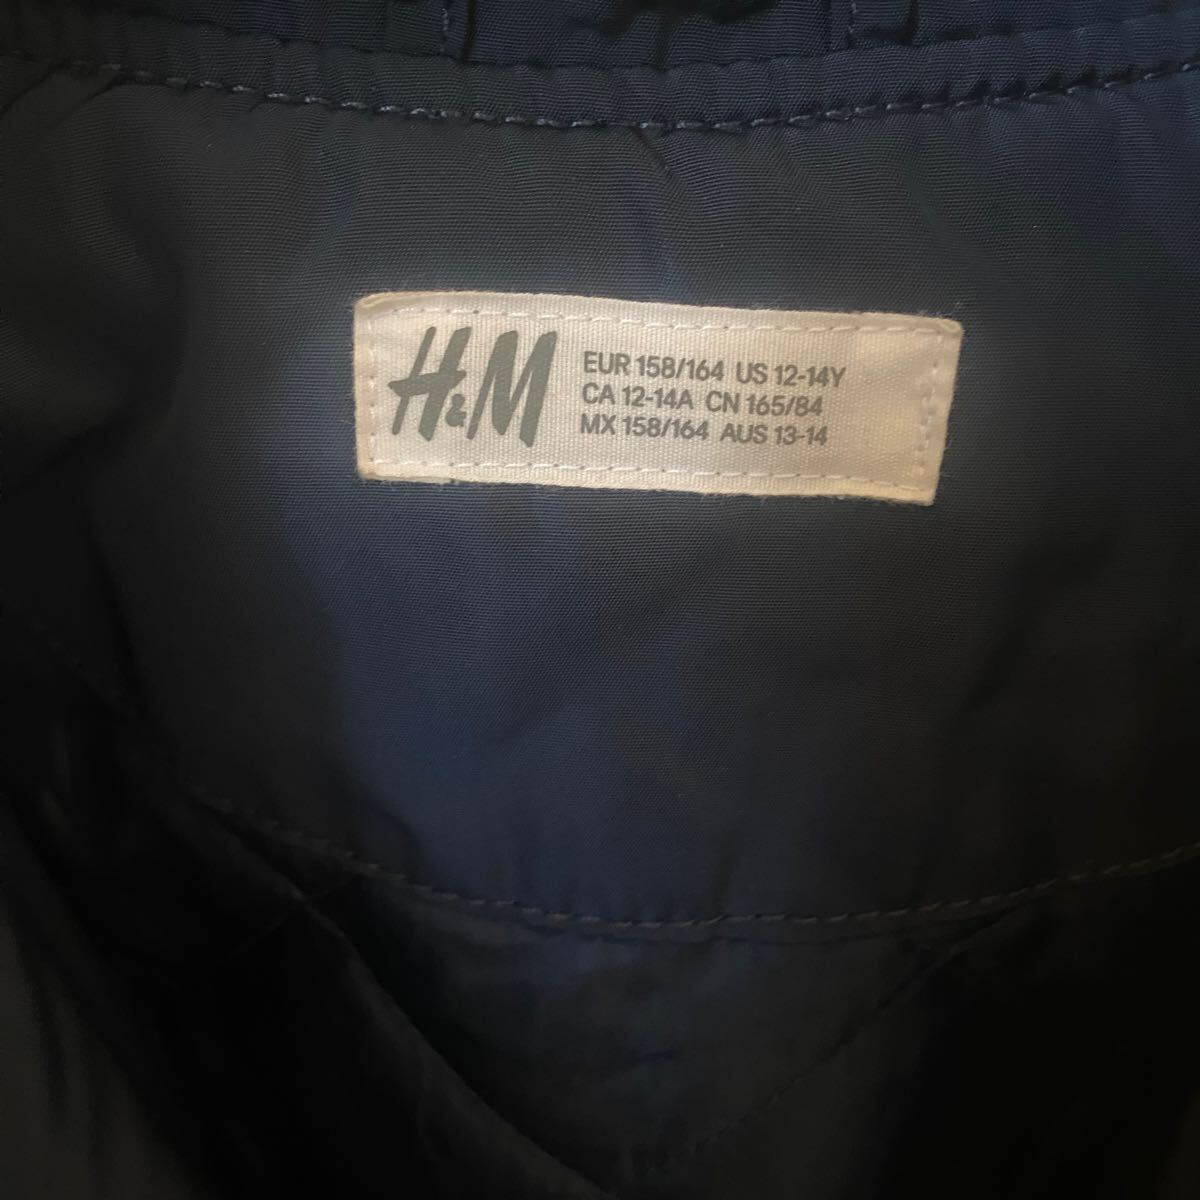 H&M
EUR 158/164 US 12-14Y
CA 12-14A CN 165/84
MX 158/164 AUS 13-14